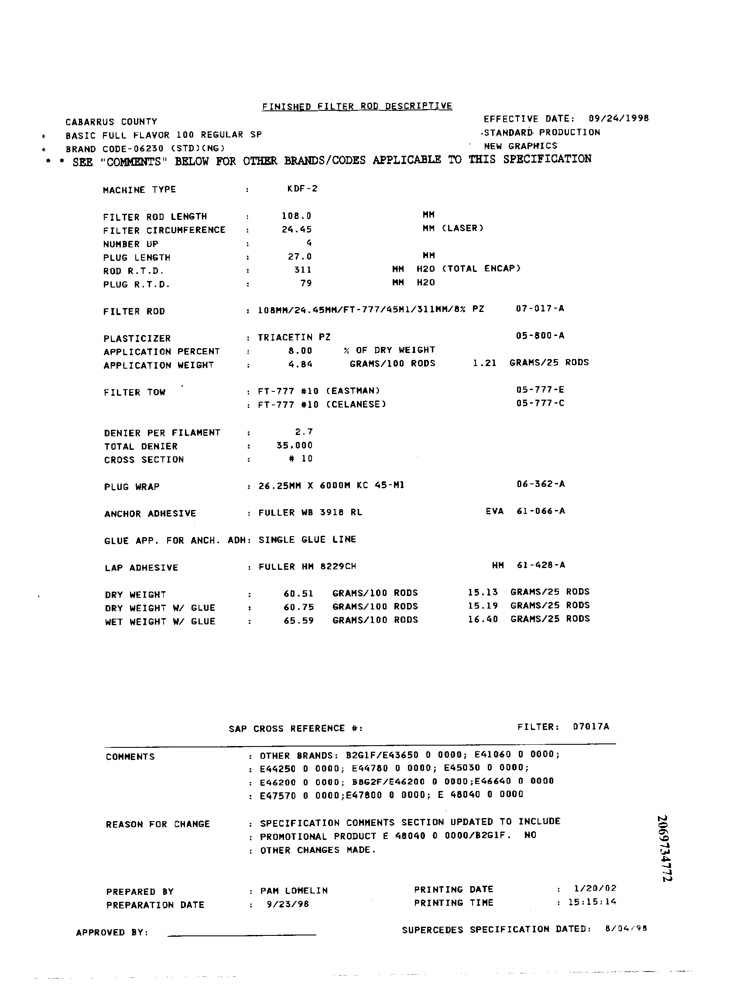 FINISHED FILTER ROD DESCRIPTIVE
CABARRUS COUNTY EFFECTIVE DATE: 09/24/1998
* BASIC FULL FLAVOR 100 REGULAR SP -STANDARD PRODUCTION
* BRAND CODE-06230 (STD)(NG) NEW GRAPHICS
* * SEE "COMMENTS" BELOW FOR OTHER BRANDS/CODES APPLICABLE TO THIS SPECIFICATION
MACHINE TYPE : KDF-2
FILTER ROD LENGTH : 108.0 MM
FILTER CIRCUMFERENCE : 24.45 MM (LASER)
NUMBER UP : 4
PLUG LENGTH : 27.0 MM
ROD R.T.D. : 311 MM H2O (TOTAL ENCAP)
PLUG R.T.D. : 79 MM H2O
FILTER ROD : 108MM/24.45MM/FT-777/45M1/311MM/8% PZ 07-017-A
PLASTICIZER : TRIACETIN PZ 05-800-A
APPLICATION PERCENT : 8.00 % OF DRY WEIGHT
APPLICATION WEIGHT : 4.84 GRAMS/100 RODS 1.21 GRAMS/25 RODS
FILTER TOW : FT-777 #10 (EASTMAN) 05-777-E
: FT-777 #10 (CELANESE) 05-777-C
DENIER PER FILAMENT : 2.7
TOTAL DENIER : 35,000
CROSS SECTION : # 10
PLUG WRAP : 26.25MM X 6000M KC 45-M1 06-362-A
ANCHOR ADHESIVE : FULLER WB 3918 RL EVA 61-066-A
GLUE APP. FOR ANCH. ADH: SINGLE GLUE LINE
LAP ADHESIVE : FULLER HM 8229CH HM 61-428-A
DRY WEIGHT : 60.51 GRAMS/100 RODS 15.13 GRAMS/25 RODS
DRY WEIGHT W/ GLUE : 60.75 GRAMS/100 RODS 15.19 GRAMS/25 RODS
WET WEIGHT W/ GLUE : 65.59 GRAMS/100 RODS 16.40 GRAMS/25 RODS
SAP CROSS REFERENCE #: FILTER: 07017A
COMMENTS : OTHER BRANDS: B2G1F/E43650 0 0000; E41060 0 0000;
: E44250 0 0000; E44780 0 0000; E45030 0 0000;
: E46200 0 0000; B8G2F/E46200 0 0000;E46640 0 0000
: E47570 0 0000;E47800 0 0000; E 48040 0 0000
REASON FOR CHANGE : SPECIFICATION COMMENTS SECTION UPDATED TO INCLUDE
: PROMOTIONAL PRODUCT E 48040 0 0000/B2G1F. NO
: OTHER CHANGES MADE.
2069734772
PREPARED BY : PAM LOMELIN PRINTING DATE : 1/20/02
PREPARATION DATE : 9/23/98 PRINTING TIME : 15:15:14
APPROVED BY: SUPERCEDES SPECIFICATION DATED: 8/04/98